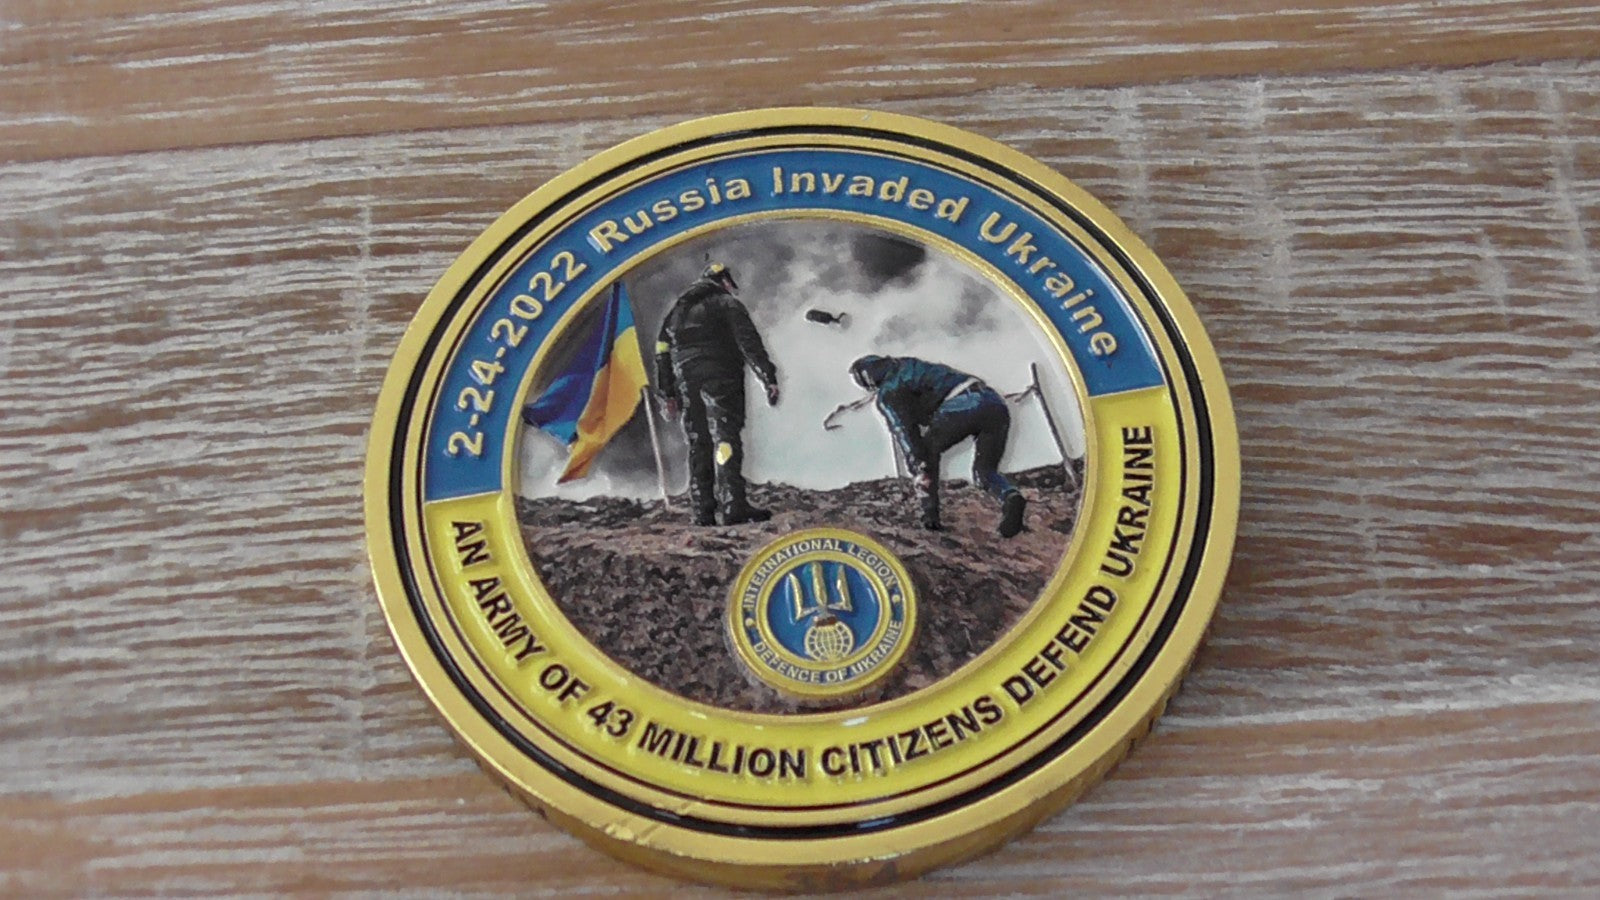 2-24-2022 Russia Invaded Ukraine
AN ARMY OF 43 MILLION CITIZENS DEFEND UKRAINE
INTERNATIONAL LEGION
DEFENCE OF UKRAINE